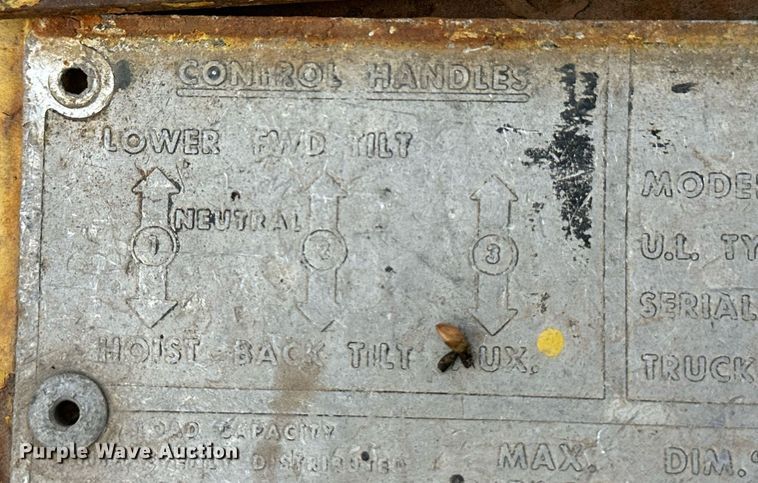 CONTROL HANDLES
LOWER FWD TILT
NEUTRAL
1 2 3
HOIST BACK TILT AUX.
MODE
U.L. TY
SERIAL
TRUCK
LOAD CAPACITY
DISTRIBUTED
MAX. DIM.
Purple Wave Auction